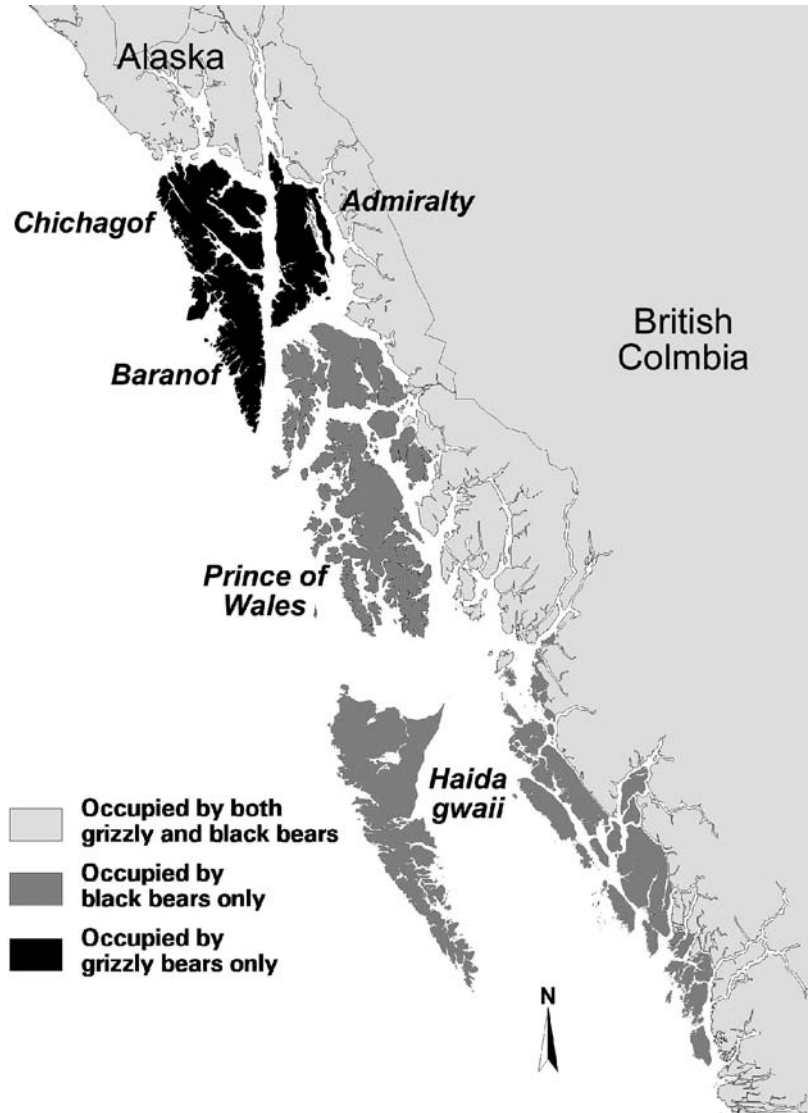 Alaska
Chichagof
Admiralty
British
Colmbia
Baranof
Prince of
Wales
Haida
gwaii
Occupied by both
grizzly and black bears
Occupied by
black bears only
Occupied by
grizzly bears only
N